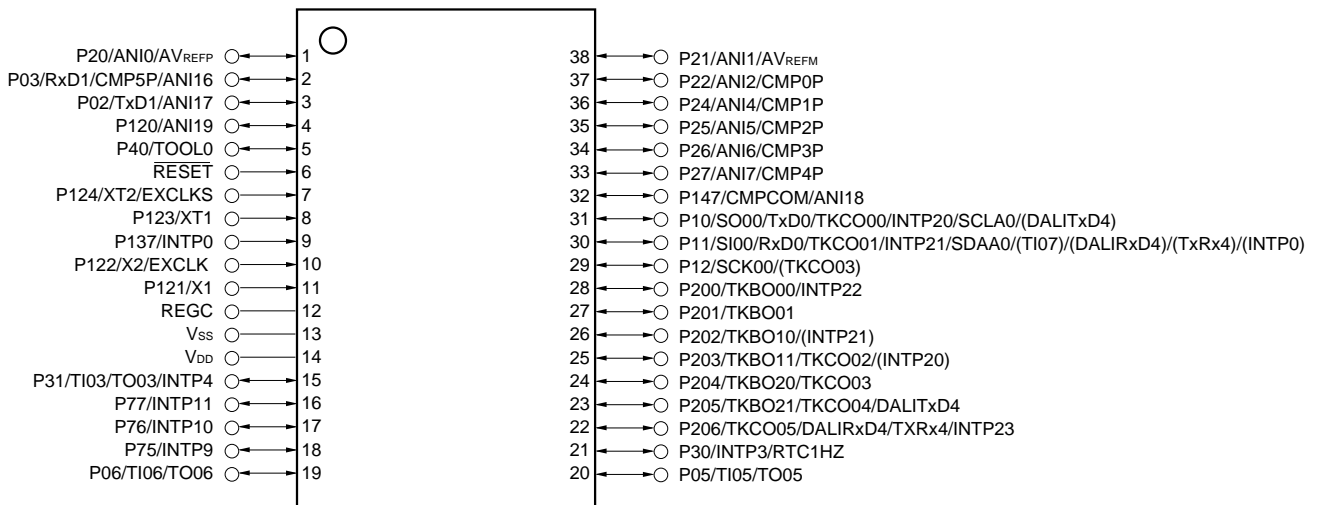 P20/ANI0/AVREFP 1
P03/RxD1/CMP5P/ANI16 2
P02/TxD1/ANI17 3
P120/ANI19 4
P40/TOOL0 5
RESET 6
P124/XT2/EXCLKS 7
P123/XT1 8
P137/INTP0 9
P122/X2/EXCLK 10
P121/X1 11
REGC 12
VSS 13
VDD 14
P31/TI03/TO03/INTP4 15
P77/INTP11 16
P76/INTP10 17
P75/INTP9 18
P06/TI06/TO06 19
38 P21/ANI1/AVREFM
37 P22/ANI2/CMP0P
36 P24/ANI4/CMP1P
35 P25/ANI5/CMP2P
34 P26/ANI6/CMP3P
33 P27/ANI7/CMP4P
32 P147/CMPCOM/ANI18
31 P10/SO00/TxD0/TKCO00/INTP20/SCLA0/(DALITxD4)
30 P11/SI00/RxD0/TKCO01/INTP21/SDAA0/(TI07)/(DALIRxD4)/(TxRx4)/(INTP0)
29 P12/SCK00/(TKCO03)
28 P200/TKBO00/INTP22
27 P201/TKBO01
26 P202/TKBO10/(INTP21)
25 P203/TKBO11/TKCO02/(INTP20)
24 P204/TKBO20/TKCO03
23 P205/TKBO21/TKCO04/DALITxD4
22 P206/TKCO05/DALIRxD4/TXRx4/INTP23
21 P30/INTP3/RTC1HZ
20 P05/TI05/TO05